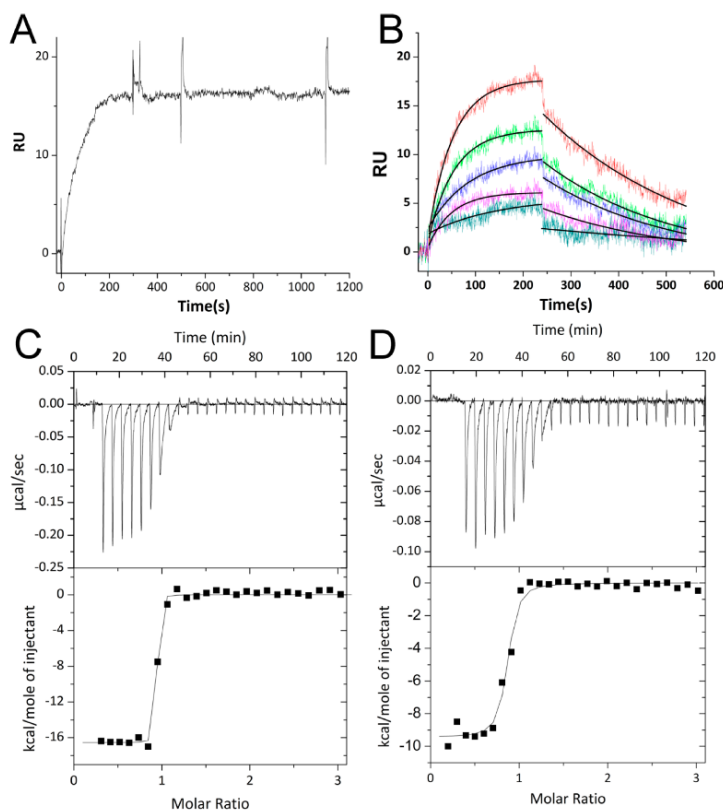 A
20
10
0
RU
0 200 400 600 800 1000 1200
Time(s)
B
25
20
15
10
5
0
RU
0 100 200 300 400 500 600
Time(s)
C
Time (min)
0 20 40 60 80 100 120
0.05
0.00
-0.05
-0.10
-0.15
-0.20
-0.25
µcal/sec
0
-4
-8
-12
-16
kcal/mole of injectant
0 1 2 3
Molar Ratio
D
Time (min)
0 20 40 60 80 100 120
0.02
0.00
-0.02
-0.04
-0.06
-0.08
-0.10
µcal/sec
0
-2
-4
-6
-8
-10
kcal/mole of injectant
0 1 2 3
Molar Ratio